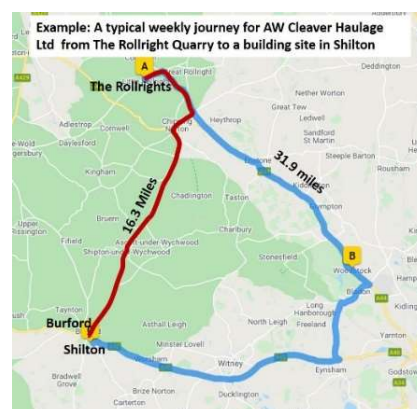 Example: A typical weekly journey for AW Cleaver Haulage
Ltd from The Rollright Quarry to a building site in Shilton
A
The Rollrights
Great Rollright
Deddington
Nether Worton
Great Tew
Ledwell
Adlestrop
Cornwell
Chipping
Norton
Heythrop
Sandford
St Martin
Daylesford
Steeple Barton
Rousham
31.9 miles
Kingham
16.3 Miles
Chadlington
Taston
Glympton
Bruern
Charlbury
B
Fifield
Ascott-under-Wychwood
Shipton-under-Wychwood
Stonesfield
Woodstock
Bladon
Long
Hanborough
Taynton
Burford
Asthall Leigh
North Leigh
Freeland
Yarnton
Shilton
Minster Lovell
Witney
Eynsham
Bradwell
Grove
Brize Norton
Carterton
Ducklington